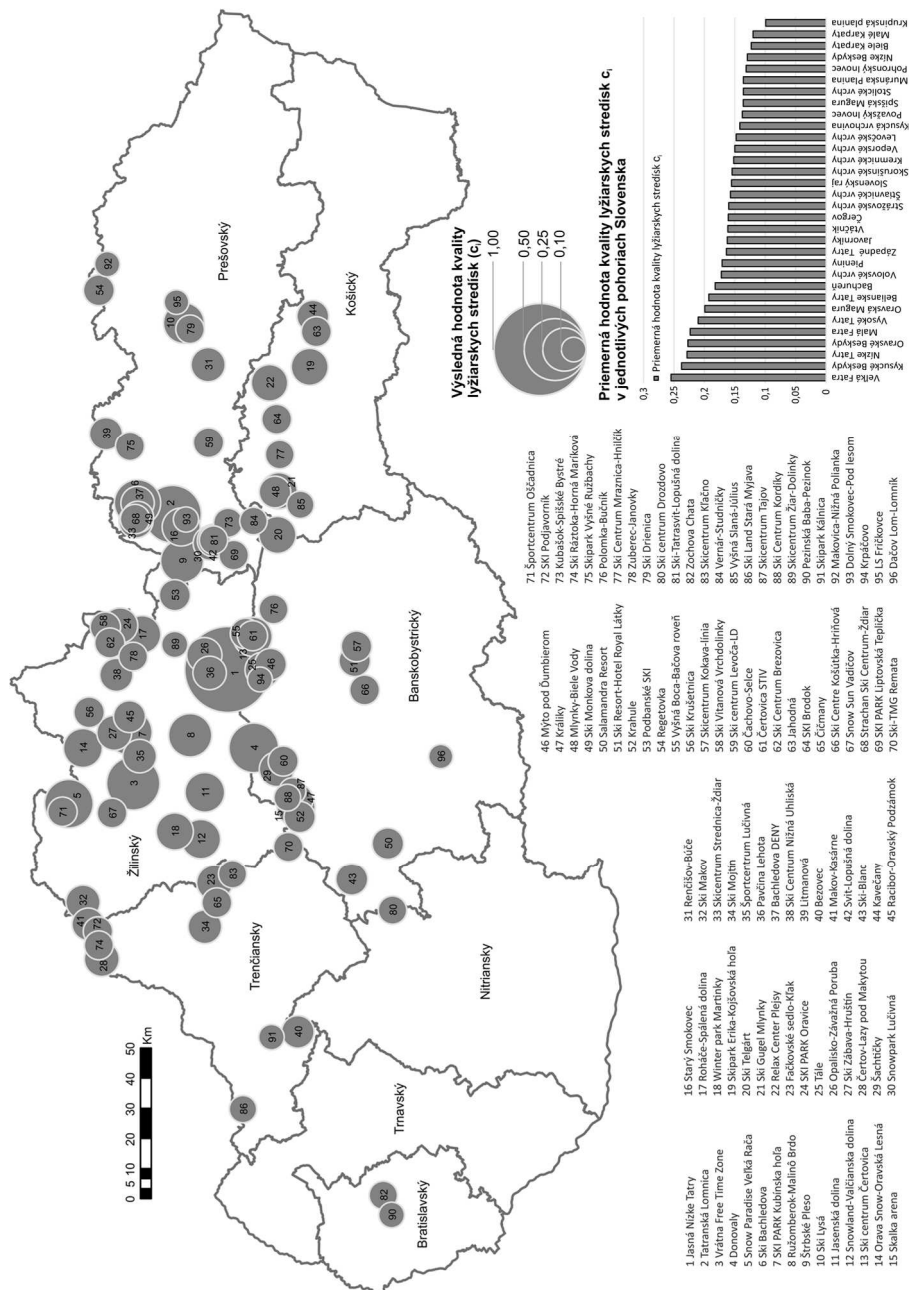 0 5 10 20 30 40 50
Km
Bratislavský
Trnavský
Nitriansky
Trenčiansky
Žilinský
Banskobystrický
Prešovský
Košický
Výsledná hodnota kvality
lyžiarskych stredísk (cᵢ)
1,00
0,50
0,25
0,10
Priemerná hodnota kvality lyžiarskych stredísk cᵢ
v jednotlivých pohoriach Slovenska
Priemerná hodnota kvality lyžiarskych stredísk cᵢ
0,3
0,25
0,2
0,15
0,1
0,05
0
Veľká Fatra
Kysucké Beskydy
Nízke Tatry
Oravské Beskydy
Malá Fatra
Vysoké Tatry
Oravská Magura
Belianske Tatry
Bachureň
Volovské vrchy
Pieniny
Západné Tatry
Javorníky
Vtáčnik
Čergov
Strážovské vrchy
Štiavnické vrchy
Slovenský raj
Skorušinské vrchy
Kremnické vrchy
Veporské vrchy
Levočské vrchy
Kysucká vrchovina
Považský Inovec
Spišská Magura
Stolické vrchy
Muránska Planina
Pohronský Inovec
Nízke Beskydy
Biele Karpaty
Malé Karpaty
Krupinská planina
1 Jasná Nízke Tatry
2 Tatranská Lomnica
3 Vrátna Free Time Zone
4 Donovaly
5 Snow Paradise Veľká Rača
6 Ski Bachledova
7 SKI PARK Kubínska hoľa
8 Ružomberok-Malinô Brdo
9 Štrbské Pleso
10 Ski Lysá
11 Jasenská dolina
12 Snowland-Valčianska dolina
13 Ski centrum Čertovica
14 Orava Snow-Oravská Lesná
15 Skalka arena
16 Starý Smokovec
17 Roháče-Spálená dolina
18 Winter park Martinky
19 Skipark Erika-Kojšovská hoľa
20 Ski Telgárt
21 Ski Gugel Mlynky
22 Relax Center Plejsy
23 Fačkovské sedlo-Kľak
24 SKI PARK Oravice
25 Tále
26 Opalisko-Závažná Poruba
27 Ski Zábava-Hruštín
28 Čertov-Lazy pod Makytou
29 Šachtičky
30 Snowpark Lučivná
31 Renčišov-Búče
32 Ski Makov
33 Skicentrum Strednica-Ždiar
34 Ski Mojtín
35 Sportcertrum Lučivná
36 Pavčina Lehota
37 Bachledova DENY
38 Ski Centrum Nižná Uhliská
39 Litmanová
40 Bezovec
41 Makov-Kasárne
42 Svit-Lopušná dolina
43 Ski-Blanc
44 Kavečany
45 Racibor-Oravský Podzámok
46 Mýto pod Ďumbierom
47 Králiky
48 Mlynky-Biele Vody
49 Ski Monkova dolina
50 Salamandra Resort
51 Ski Resort-Hotel Royal Látky
52 Krahule
53 Podbanské SKI
54 Regetovka
55 Vyšná Boca-Bačova roveň
56 Ski Krušetnica
57 Skicentrum Kokava-línia
58 Ski Vitanová Vrchdolinky
59 Ski centrum Levoča-LD
60 Čachovo-Selce
61 Čertovica STIV
62 Ski Centrum Brezovica
63 Jahodná
64 SKI Brodok
65 Čičmany
66 Ski Centre Košútka-Hriňová
67 Snow Sun Vadičov
68 Strachan Ski Centrum-Ždiar
69 SKI PARK Liptovská Teplička
70 Ski-TMG Remata
71 Športcentrum Oščadnica
72 SKI Podjavorník
73 Kubašok-Spišské Bystré
74 Ski Ráztoka-Horná Mariková
75 Skipark Vyšné Ružbachy
76 Polomka-Bučník
77 Ski Centrum Mraznica-Hnilčík
78 Zuberec-Janovky
79 Ski Drienica
80 Ski centrum Drozdovo
81 Ski-Tatrasvit-Lopušná dolina
82 Zochova Chata
83 Skicentrum Kľačno
84 Vernár-Studničky
85 Vyšná Slaná-Július
86 Ski Land Stará Myjava
87 Skicentrum Tajov
88 Ski Centrum Kordíky
89 Skicentrum Žiar-Dolinky
90 Pezinská Baba-Pezinok
91 Skipark Kálnica
92 Makovica-Nižná Polianka
93 Dolný Smokovec-Pod lesom
94 Krpáčovo
95 LS Fričkovce
96 Dačov Lom-Lomník